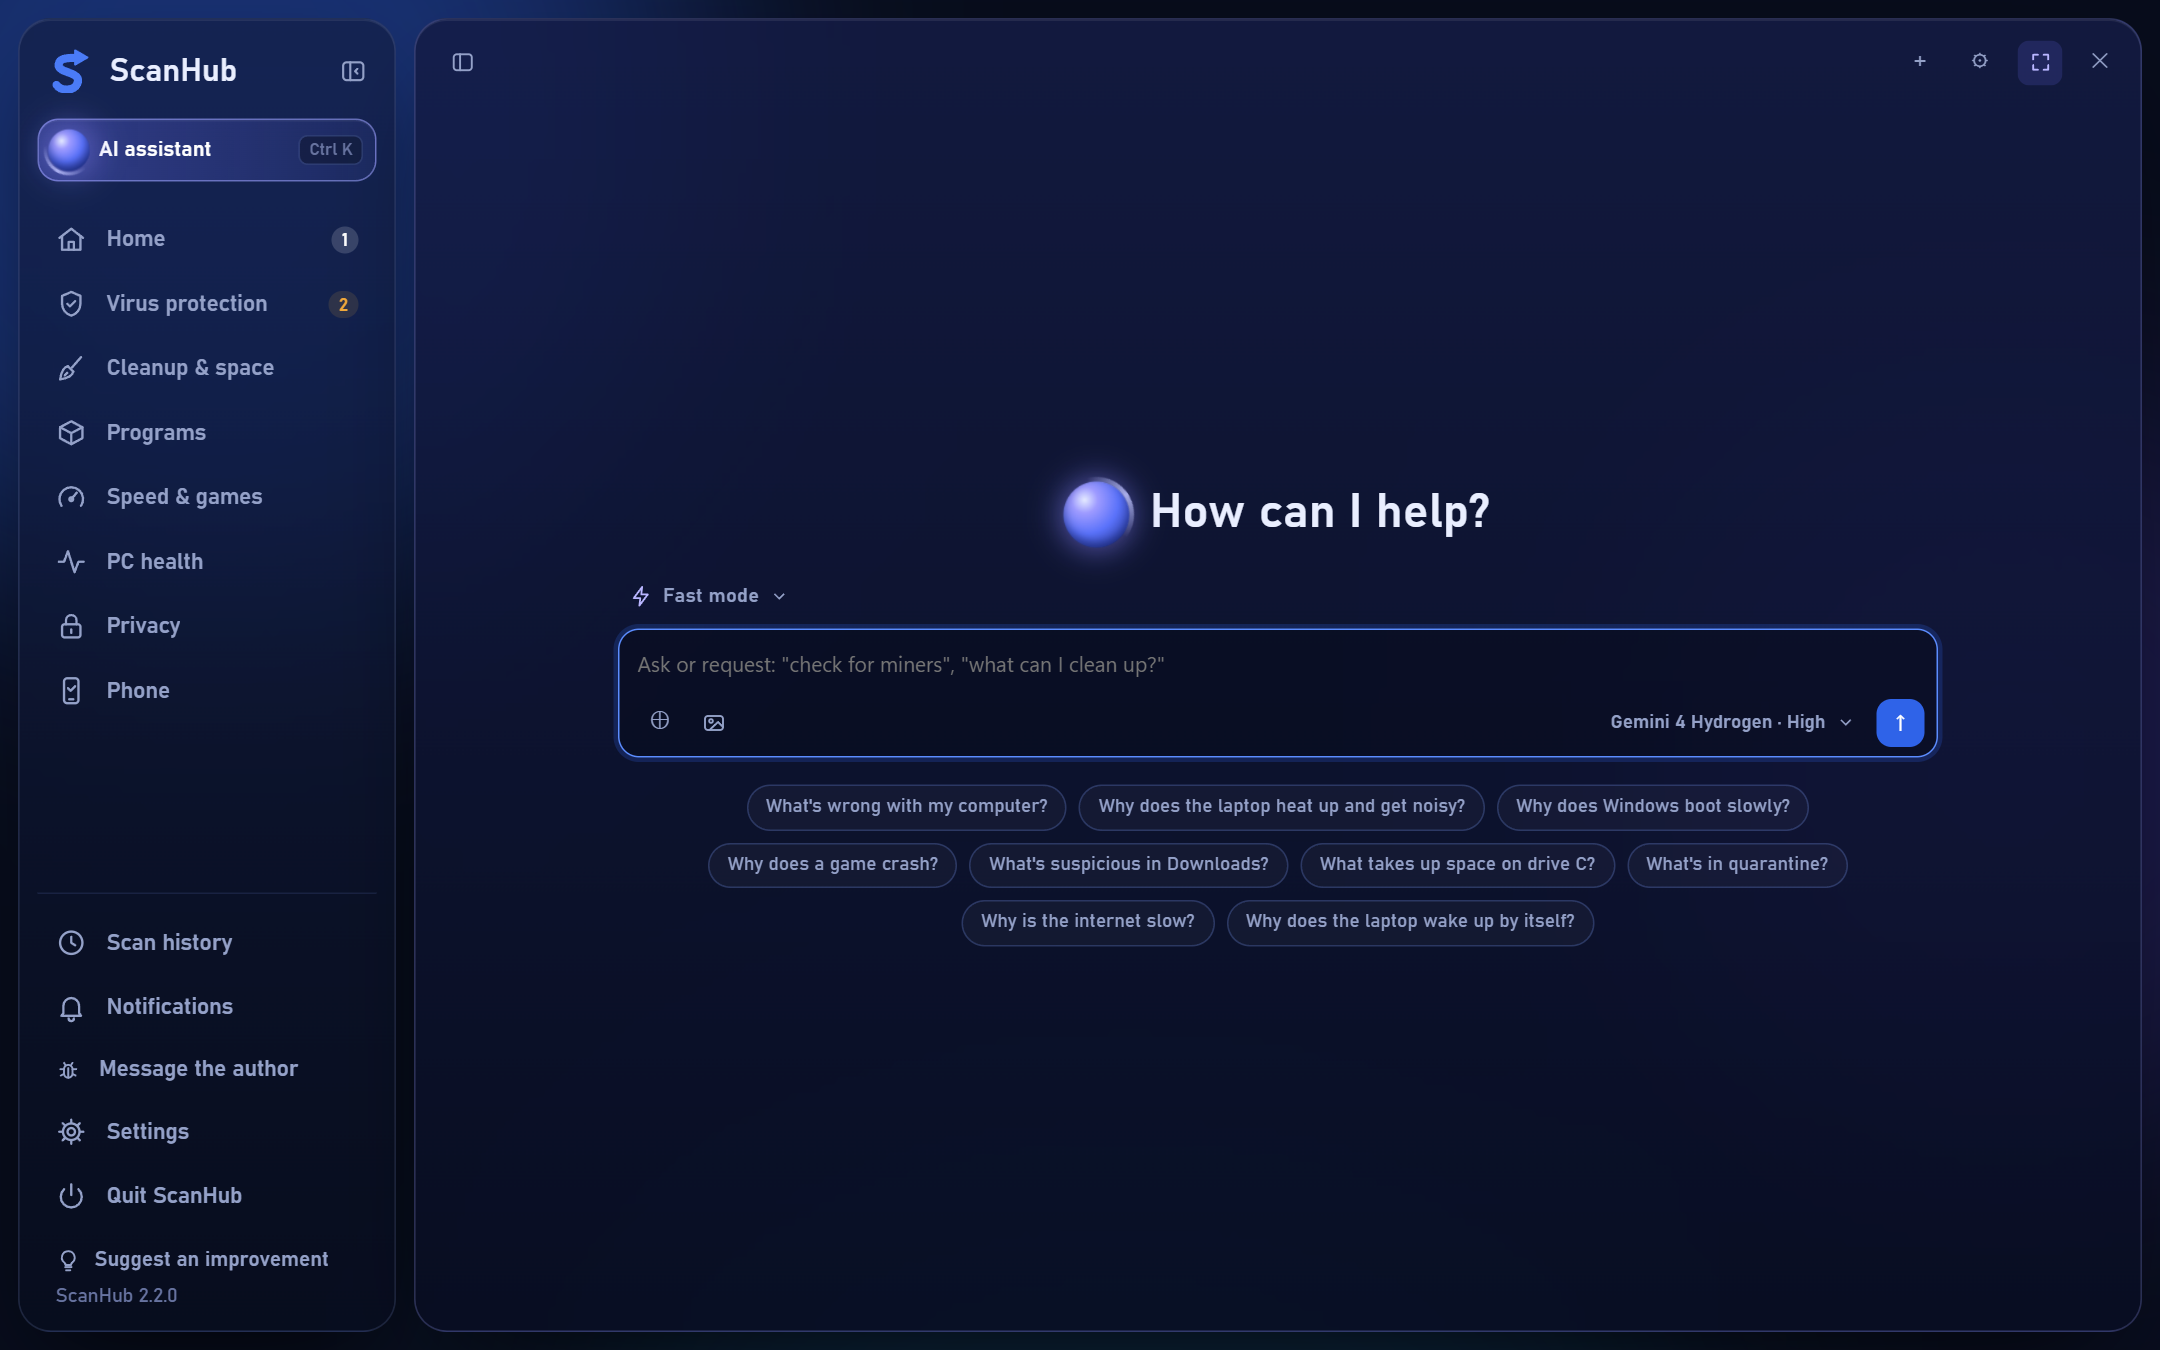 ScanHub
AI assistant
Ctrl K
Home
1
Virus protection
2
Cleanup & space
Programs
Speed & games
PC health
Privacy
Phone
Scan history
Notifications
Message the author
Settings
Quit ScanHub
Suggest an improvement
ScanHub 2.2.0
How can I help?
Fast mode
Ask or request: "check for miners", "what can I clean up?"
Gemini 4 Hydrogen · High
What's wrong with my computer?
Why does the laptop heat up and get noisy?
Why does Windows boot slowly?
Why does a game crash?
What's suspicious in Downloads?
What takes up space on drive C?
What's in quarantine?
Why is the internet slow?
Why does the laptop wake up by itself?